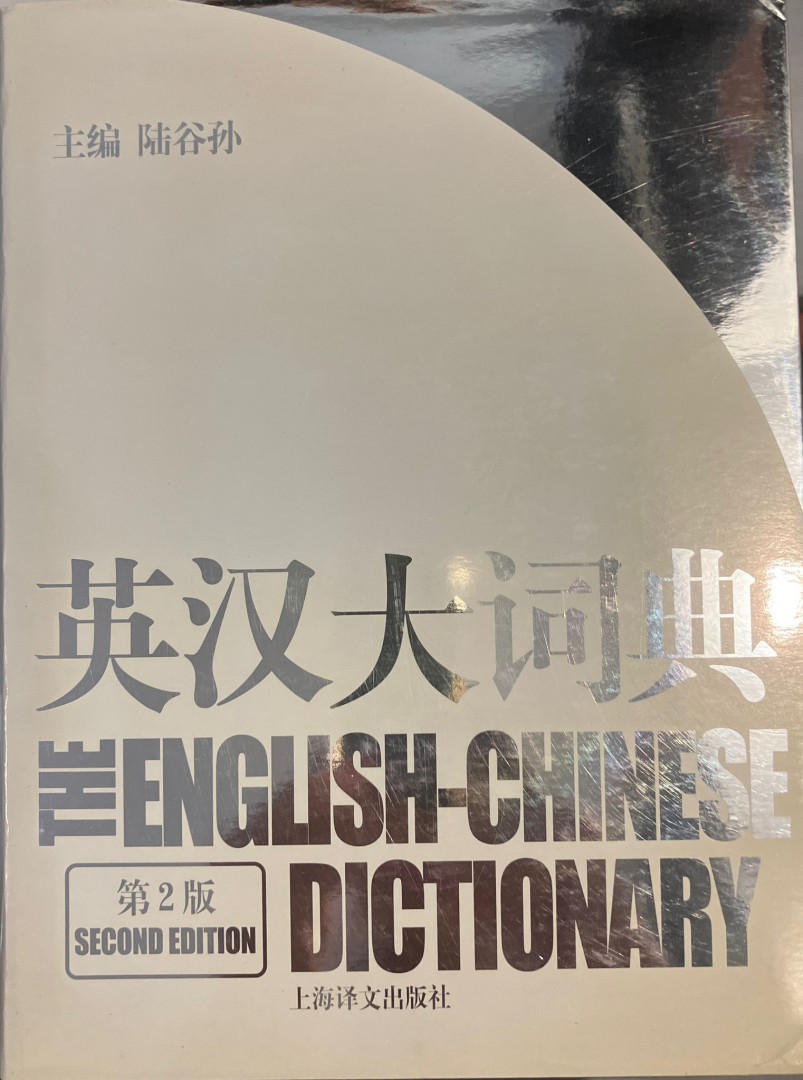 主编 陆谷孙
英汉大词典
THE ENGLISH-CHINESE
DICTIONARY
第2版
SECOND EDITION
上海译文出版社